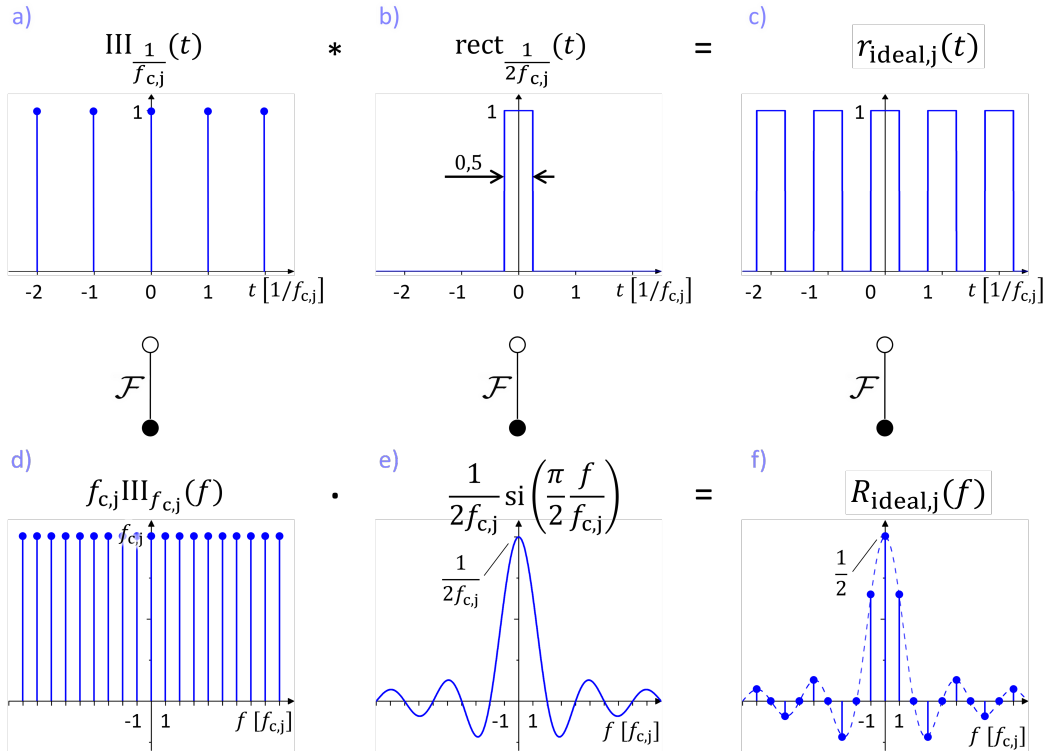 a) b) c)
III_{1/f_{c,j}}(t) * rect_{1/(2f_{c,j})}(t) = r_{ideal,j}(t)
1 1 1
0,5
-2 -1 0 1 t [1/f_{c,j}] -2 -1 0 1 t [1/f_{c,j}] -2 -1 0 1 t [1/f_{c,j}]
ℱ ℱ ℱ
d) e) f)
f_{c,j}III_{f_{c,j}}(f) · 1/(2f_{c,j}) si(π/2 f/f_{c,j}) = R_{ideal,j}(f)
f_{c,j} 1/(2f_{c,j}) 1/2
-1 1 f [f_{c,j}] -1 1 f [f_{c,j}] -1 1 f [f_{c,j}]